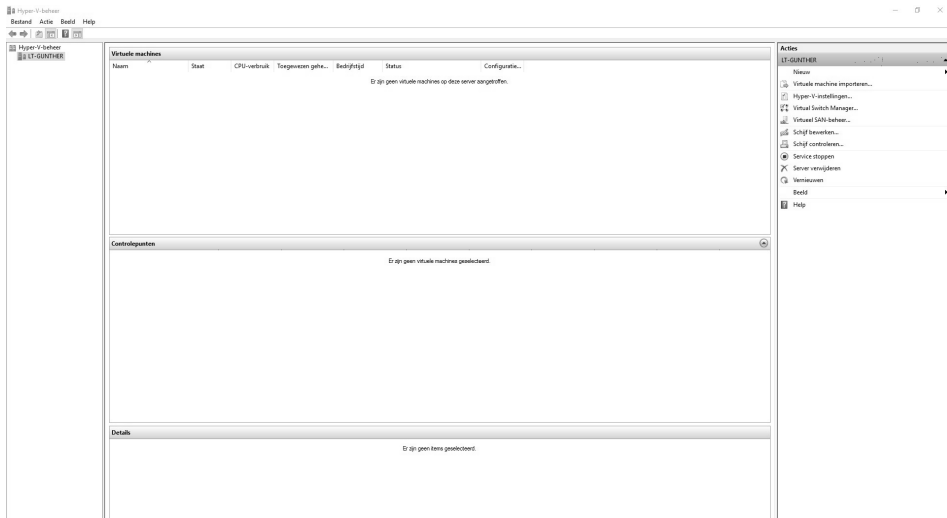 Hyper-V-beheer
Bestand Actie Beeld Help
Hyper-V-beheer
LT-GUNTHER
Virtuele machines
Naam Staat CPU-verbruik Toegewezen gehe... Bedrijfstijd Status Configuratie...
Er zijn geen virtuele machines op deze server aangetroffen.
Controlepunten
Er zijn geen virtuele machines geselecteerd.
Details
Er zijn geen items geselecteerd.
Acties
LT-GUNTHER
Nieuw
Virtuele machine importeren...
Hyper-V-instellingen...
Virtual Switch Manager...
Virtueel SAN-beheer...
Schijf bewerken...
Schijf controleren...
Service stoppen
Server verwijderen
Vernieuwen
Beeld
Help